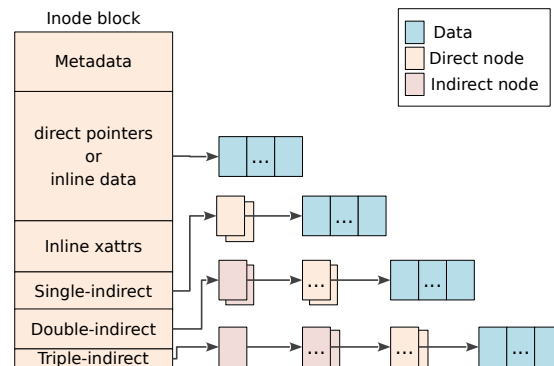 Inode block
Metadata
direct pointers
or
inline data
Inline xattrs
Single-indirect
Double-indirect
Triple-indirect
Data
Direct node
Indirect node
...
...
...
...
...
...
...